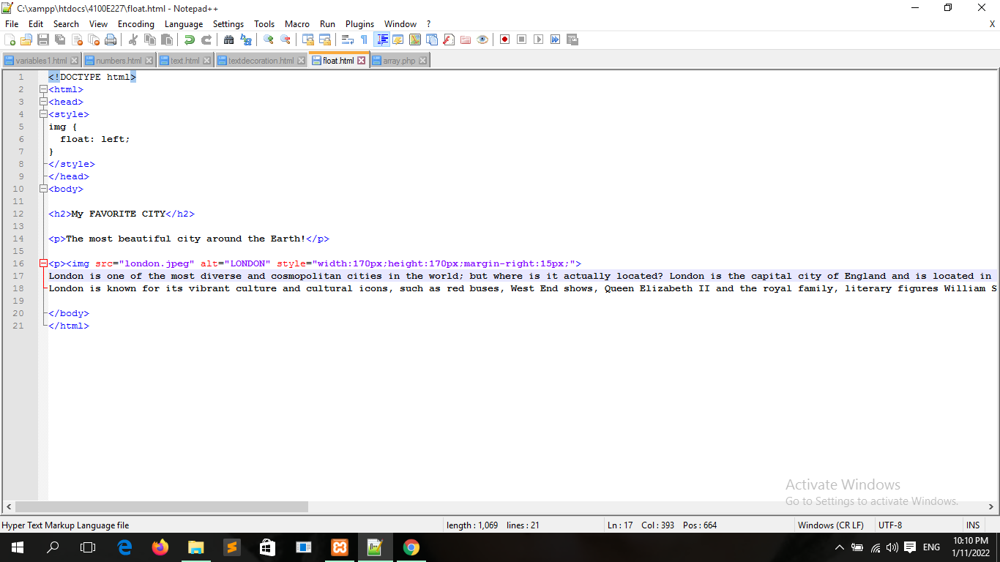 C:\xampp\htdocs\4100E227\float.html - Notepad++
File Edit Search View Encoding Language Settings Tools Macro Run Plugins Window ? X
variables1.html numbers.html text.html textdecoration.html float.html array.php
1 <!DOCTYPE html>
2 <html>
3 <head>
4 <style>
5 img {
6 float: left;
7 }
8 </style>
9 </head>
10 <body>
11
12 <h2>My FAVORITE CITY</h2>
13
14 <p>The most beautiful city around the Earth!</p>
15
16 <p><img src="london.jpeg" alt="LONDON" style="width:170px;height:170px;margin-right:15px;">
17 London is one of the most diverse and cosmopolitan cities in the world; but where is it actually located? London is the capital city of England and is located in
18 London is known for its vibrant culture and cultural icons, such as red buses, West End shows, Queen Elizabeth II and the royal family, literary figures William S
19
20 </body>
21 </html>
Activate Windows
Go to Settings to activate Windows.
Hyper Text Markup Language file length : 1,069 lines : 21 Ln : 17 Col : 393 Pos : 664 Windows (CR LF) UTF-8 INS
ENG 10:10 PM
1/11/2022